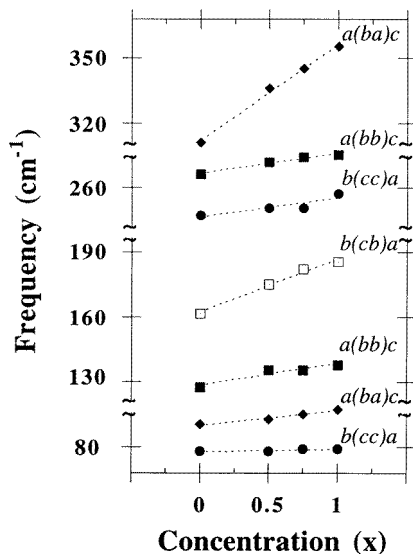 a(ba)c
350
320
a(bb)c
260
b(cc)a
190
b(cb)a
160
a(bb)c
130
a(ba)c
80
b(cc)a
Frequency (cm⁻¹)
0 0.5 1
Concentration (x)